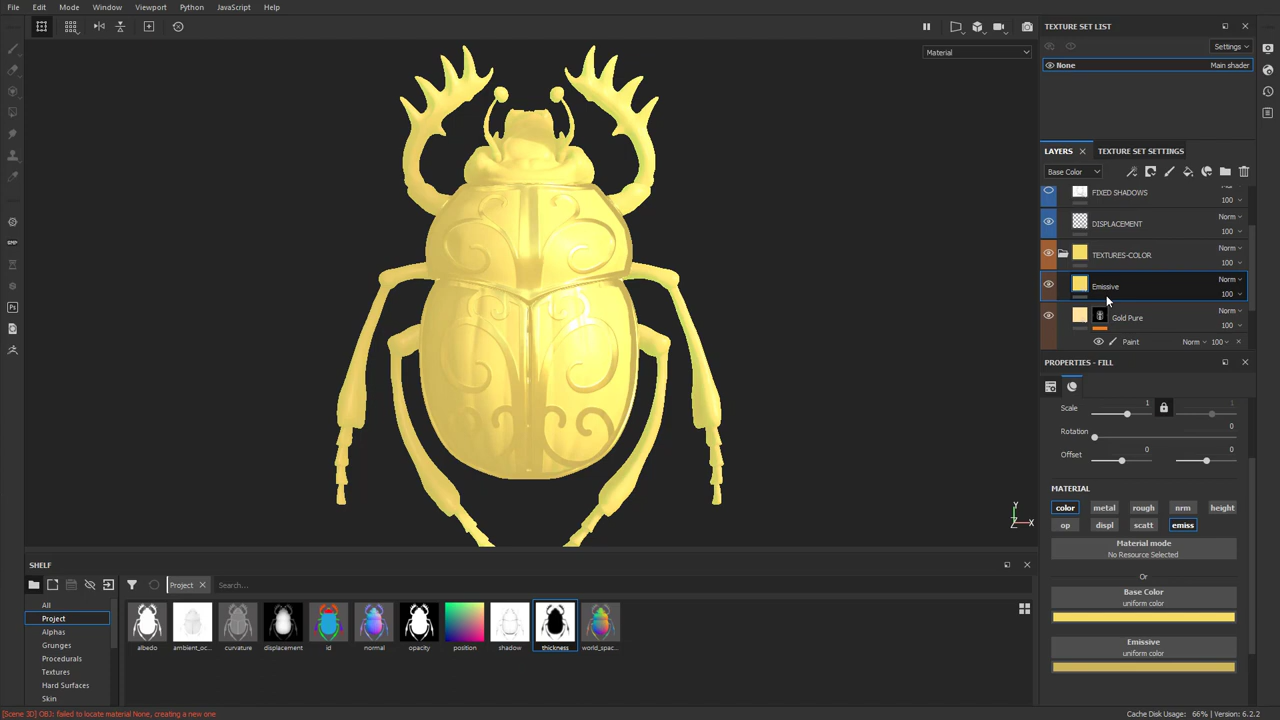 File Edit Mode Window Viewport Python JavaScript Help
Material
TEXTURE SET LIST
Settings
None Main shader
LAYERS TEXTURE SET SETTINGS
Base Color
FIXED SHADOWS
100
DISPLACEMENT Norm
100
TEXTURES-COLOR Norm
100
Emissive Norm
100
Gold Pure Norm
100
Paint Norm 100
PROPERTIES - FILL
Scale 1 1
Rotation 0
Offset 0 0
MATERIAL
color metal rough nrm height
op displ scatt emiss
Material mode
No Resource Selected
Or
Base Color
uniform color
Emissive
uniform color
Y
Z X
SHELF
Project Search...
All
Project
Alphas
Grunges
Procedurals
Textures
Hard Surfaces
Skin
albedo ambient_oc... curvature displacement id normal opacity position shadow thickness world_spac...
Ps
[Scene 3D] OBJ: failed to locate material None, creating a new one
Cache Disk Usage: 66% | Version: 6.2.2